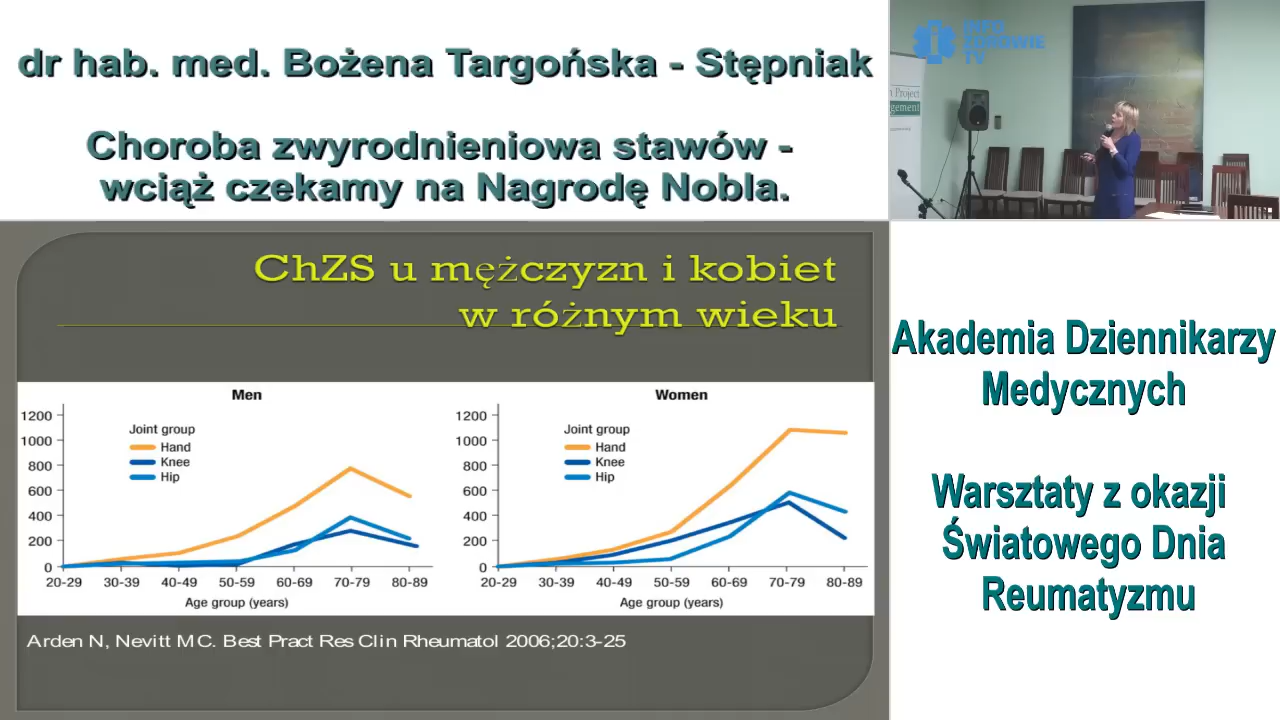 dr hab. med. Bożena Targońska - Stępniak
Choroba zwyrodnieniowa stawów -
wciąż czekamy na Nagrodę Nobla.
INFO
ZDROWIE
TV
Project
gement
ChZS u mężczyzn i kobiet
w różnym wieku
Men
1200
1000
800
600
400
200
0
Joint group
Hand
Knee
Hip
20-29 30-39 40-49 50-59 60-69 70-79 80-89
Age group (years)
Women
1200
1000
800
600
400
200
0
Joint group
Hand
Knee
Hip
20-29 30-39 40-49 50-59 60-69 70-79 80-89
Age group (years)
Arden N, Nevitt MC. Best Pract Res Clin Rheumatol 2006;20:3-25
Akademia Dziennikarzy
Medycznych
Warsztaty z okazji
Światowego Dnia
Reumatyzmu